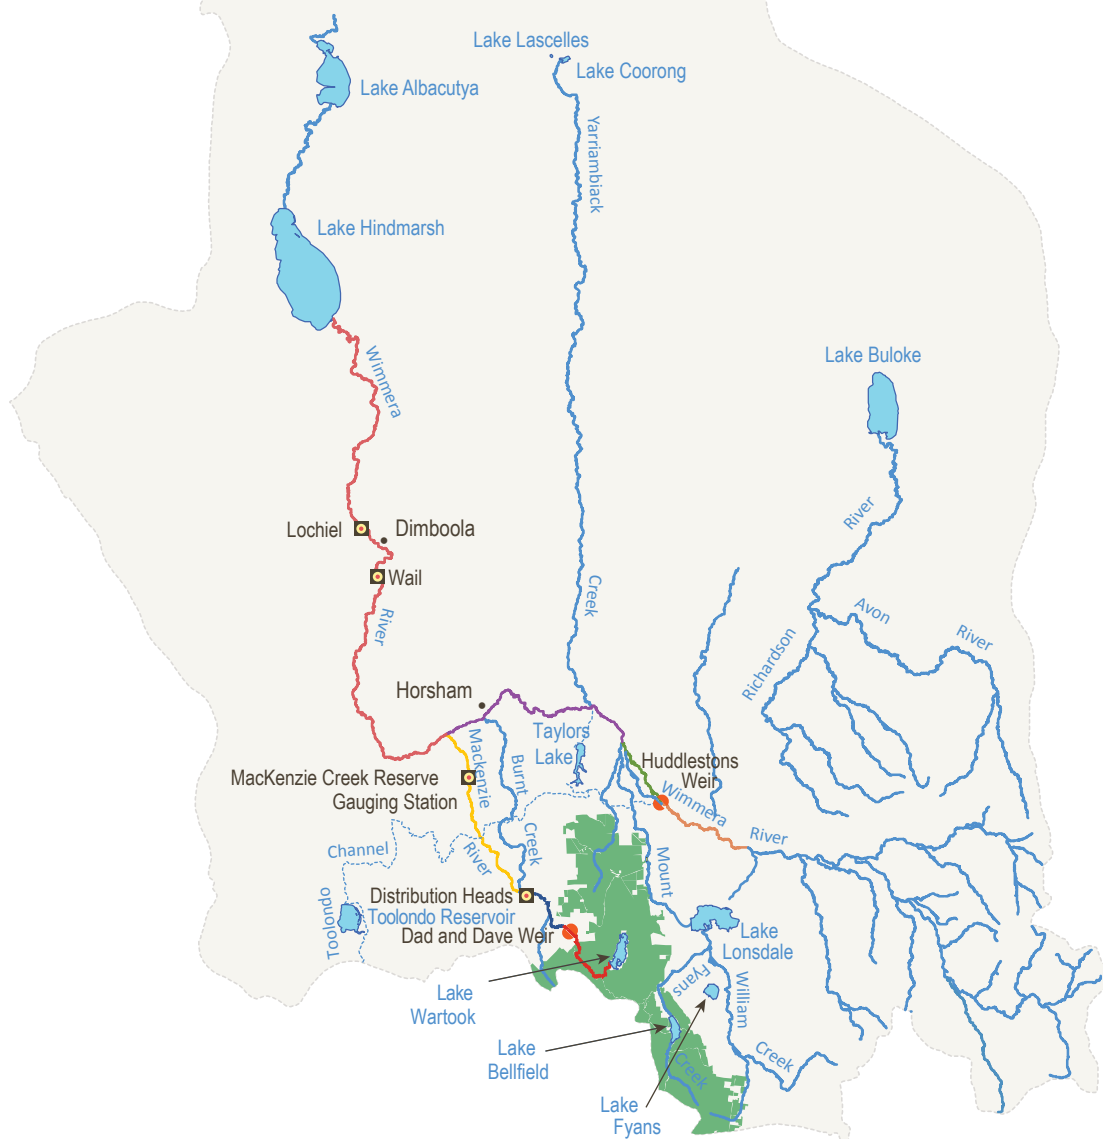 Lake Lascelles
Lake Coorong
Lake Albacutya
Yarriambiack
Lake Hindmarsh
Wimmera
Lake Buloke
River
Lochiel
Dimboola
Wail
Creek
River
Avon
River
Richardson
Horsham
Mackenzie
Burnt
Taylors
Lake
Huddlestons
Weir
MacKenzie Creek Reserve
Gauging Station
Wimmera
River
Channel
River
Creek
Mount
Distribution Heads
Toolondo
Toolondo Reservoir
Dad and Dave Weir
Lake
Lonsdale
Fyans
William
Lake
Wartook
Lake
Bellfield
Creek
Creek
Lake
Fyans